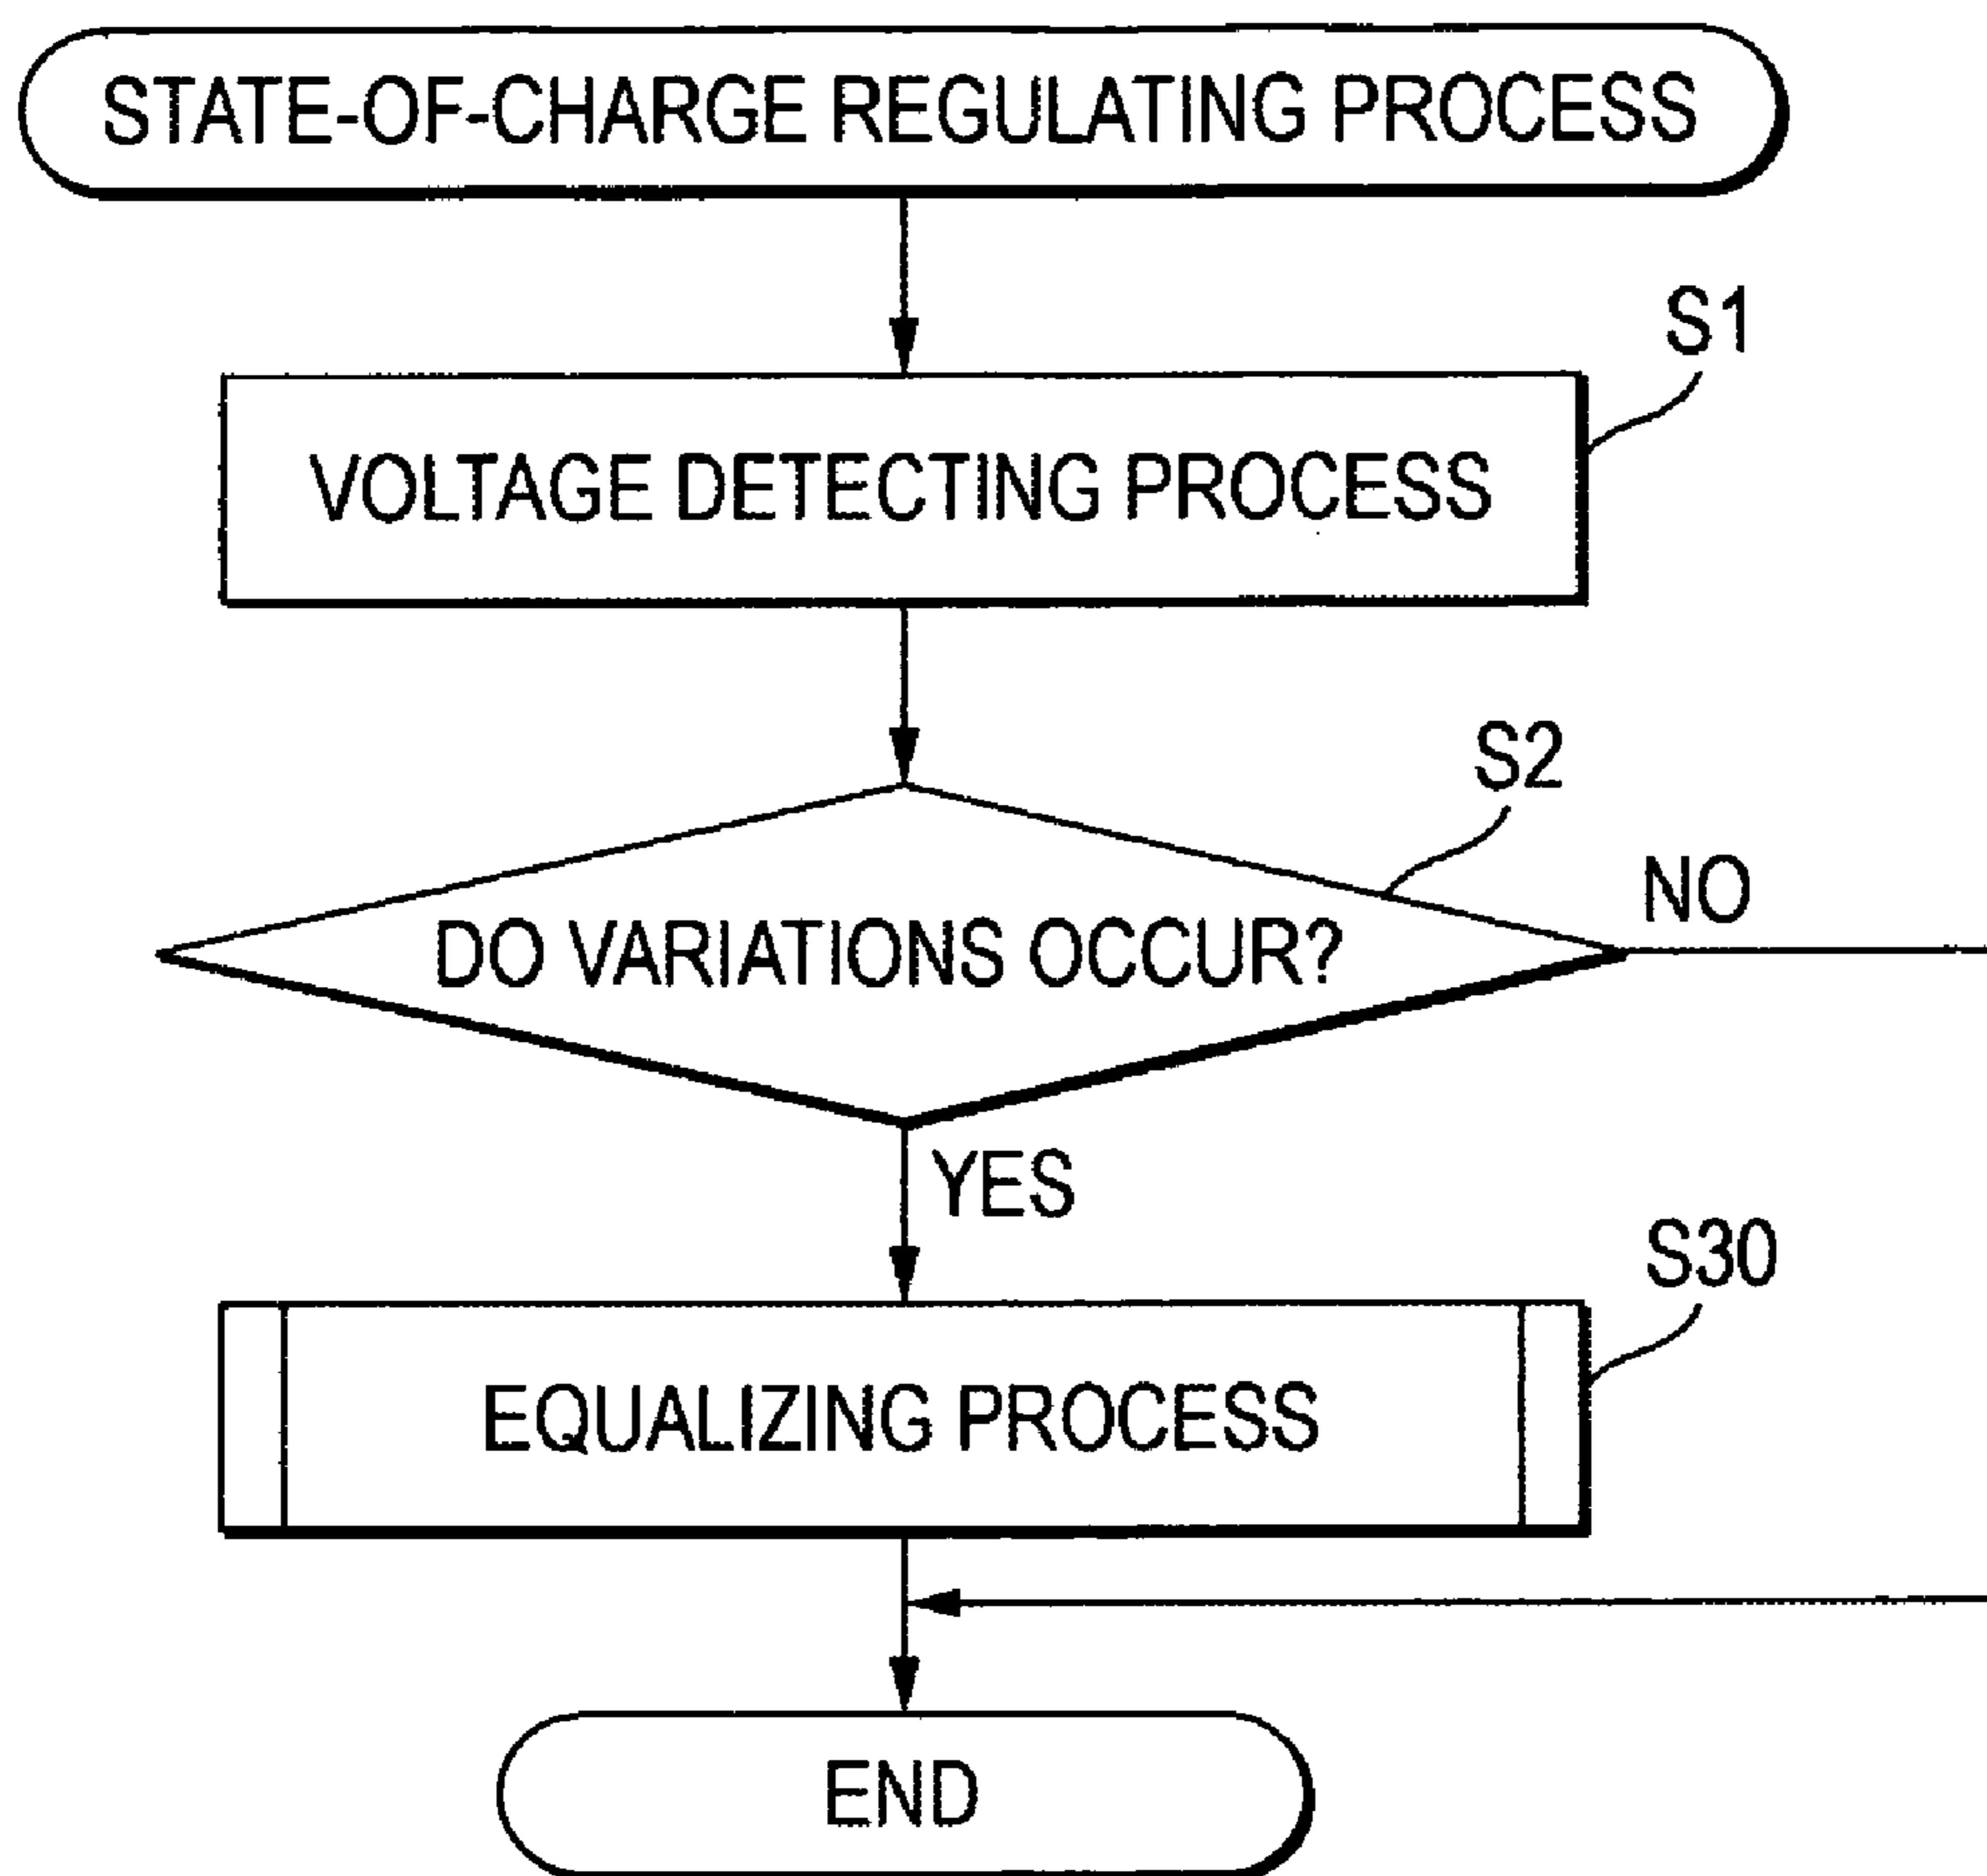 STATE-OF-CHARGE REGULATING PROCESS
S1
VOLTAGE DETECTING PROCESS
S2
DO VARIATIONS OCCUR?
NO
YES
S30
EQUALIZING PROCESS
END